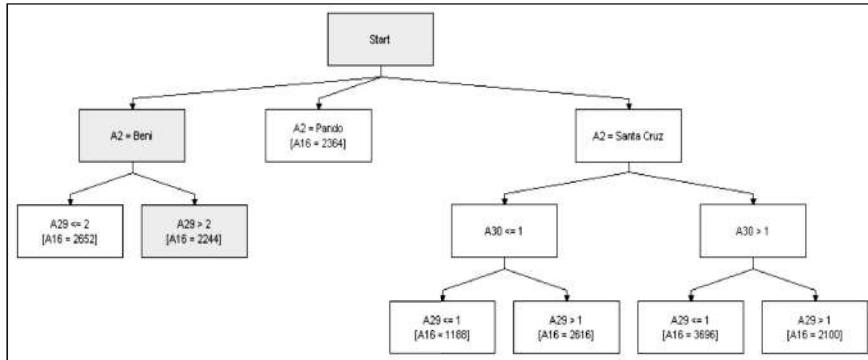 Start
A2 = Beni
A2 = Pando
[A16 = 2364]
A2 = Santa Cruz
A29 <= 2
[A16 = 2652]
A29 > 2
[A16 = 2244]
A30 <= 1
A30 > 1
A29 <= 1
[A16 = 1188]
A29 > 1
[A16 = 2616]
A29 <= 1
[A16 = 3696]
A29 > 1
[A16 = 2100]